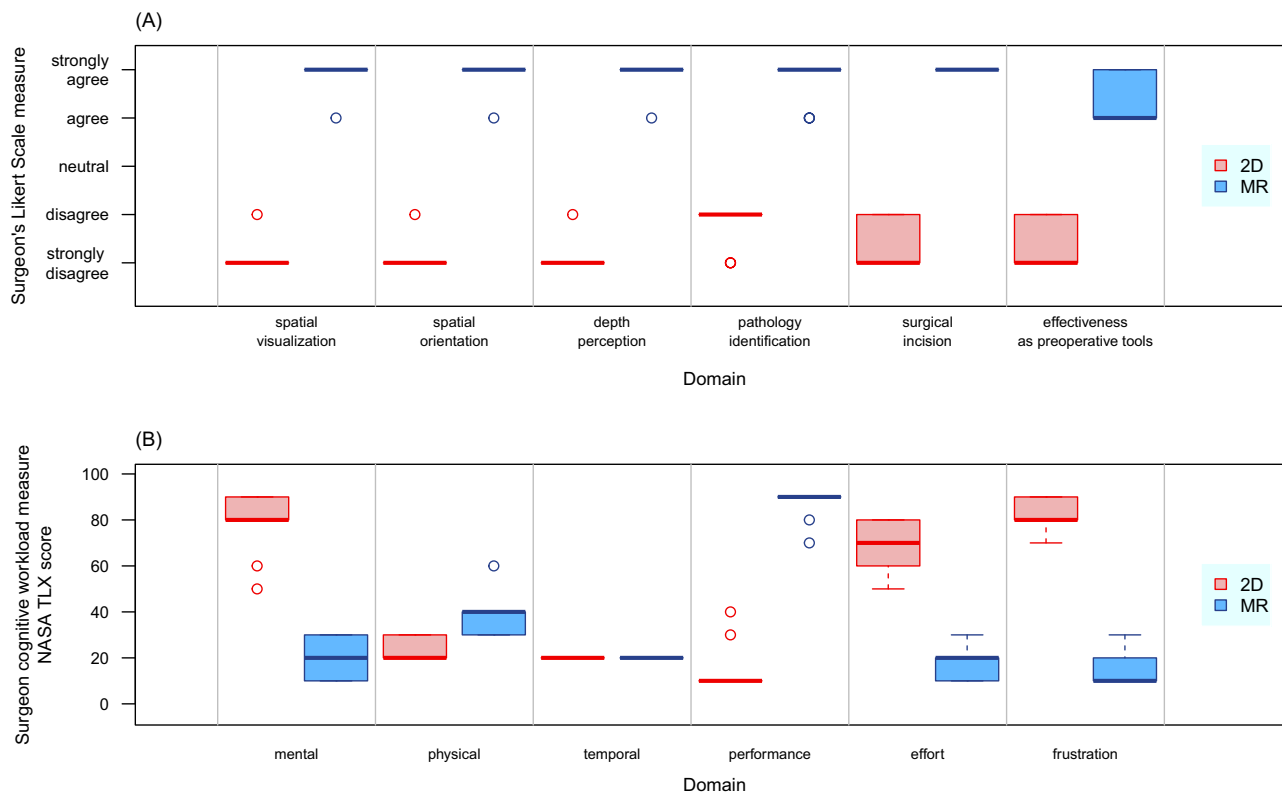 (A)
Surgeon's Likert Scale measure
strongly
agree
agree
neutral
disagree
strongly
disagree
2D
MR
spatial
visualization
spatial
orientation
depth
perception
pathology
identification
surgical
incision
effectiveness
as preoperative tools
Domain
(B)
Surgeon cognitive workload measure
NASA TLX score
100
80
60
40
20
0
2D
MR
mental
physical
temporal
performance
effort
frustration
Domain